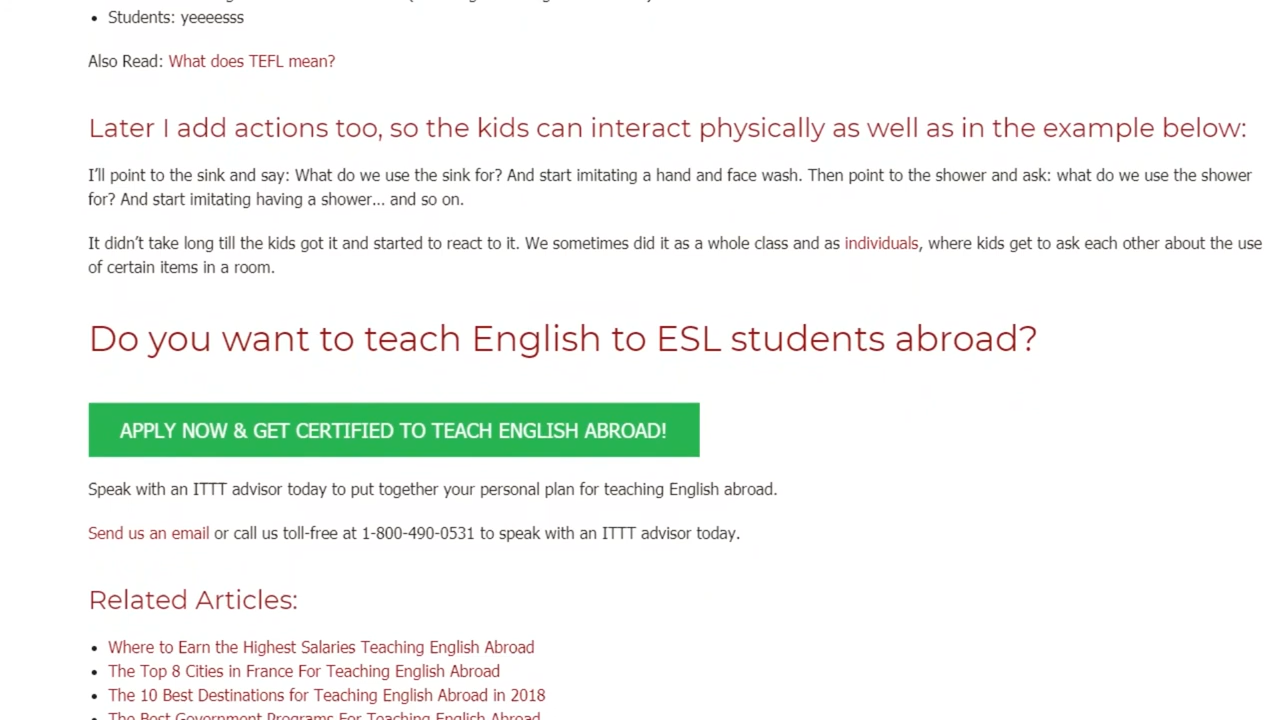 Students: yeeeesss
Also Read: What does TEFL mean?
Later I add actions too, so the kids can interact physically as well as in the example below:
I'll point to the sink and say: What do we use the sink for? And start imitating a hand and face wash. Then point to the shower and ask: what do we use the shower
for? And start imitating having a shower... and so on.
It didn't take long till the kids got it and started to react to it. We sometimes did it as a whole class and as individuals, where kids get to ask each other about the use
of certain items in a room.
Do you want to teach English to ESL students abroad?
APPLY NOW & GET CERTIFIED TO TEACH ENGLISH ABROAD!
Speak with an ITTT advisor today to put together your personal plan for teaching English abroad.
Send us an email or call us toll-free at 1-800-490-0531 to speak with an ITTT advisor today.
Related Articles:
Where to Earn the Highest Salaries Teaching English Abroad
The Top 8 Cities in France For Teaching English Abroad
The 10 Best Destinations for Teaching English Abroad in 2018
The Best Government Programs For Teaching English Abroad